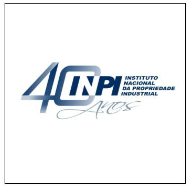 40 INPI
INSTITUTO
NACIONAL
DA PROPRIEDADE
INDUSTRIAL
Anos